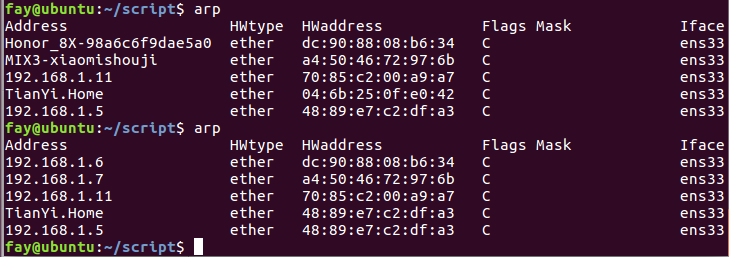 fay@ubuntu:~/script$ arp
Address HWtype HWaddress Flags Mask Iface
Honor_8X-98a6c6f9dae5a0 ether dc:90:88:08:b6:34 C ens33
MIX3-xiaomishouji ether a4:50:46:72:97:6b C ens33
192.168.1.11 ether 70:85:c2:00:a9:a7 C ens33
TianYi.Home ether 04:6b:25:0f:e0:42 C ens33
192.168.1.5 ether 48:89:e7:c2:df:a3 C ens33
fay@ubuntu:~/script$ arp
Address HWtype HWaddress Flags Mask Iface
192.168.1.6 ether dc:90:88:08:b6:34 C ens33
192.168.1.7 ether a4:50:46:72:97:6b C ens33
192.168.1.11 ether 70:85:c2:00:a9:a7 C ens33
TianYi.Home ether 48:89:e7:c2:df:a3 C ens33
192.168.1.5 ether 48:89:e7:c2:df:a3 C ens33
fay@ubuntu:~/script$